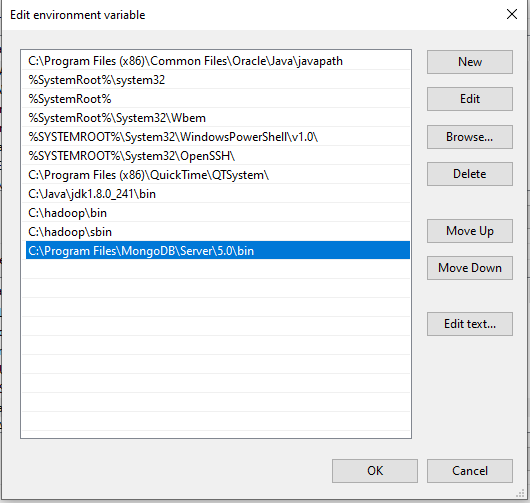 Edit environment variable
C:\Program Files (x86)\Common Files\Oracle\Java\javapath
%SystemRoot%\system32
%SystemRoot%
%SystemRoot%\System32\Wbem
%SYSTEMROOT%\System32\WindowsPowerShell\v1.0\
%SYSTEMROOT%\System32\OpenSSH\
C:\Program Files (x86)\QuickTime\QTSystem\
C:\Java\jdk1.8.0_241\bin
C:\hadoop\bin
C:\hadoop\sbin
C:\Program Files\MongoDB\Server\5.0\bin
New
Edit
Browse...
Delete
Move Up
Move Down
Edit text...
OK
Cancel